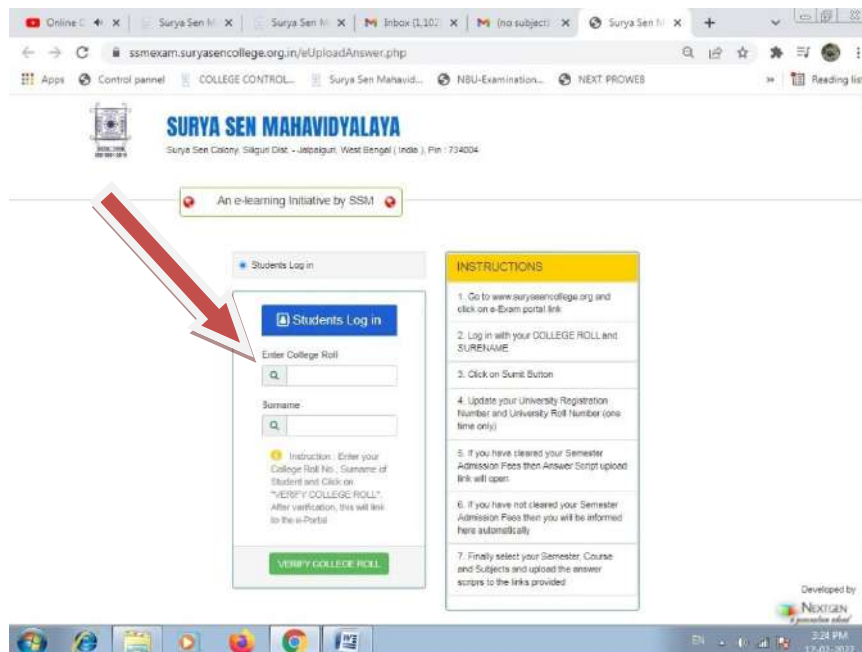 Online C
Surya Sen M
Surya Sen M
Inbox (1,102
(no subject)
Surya Sen M
ssmexam.suryasencollege.org.in/eUploadAnswer.php
Apps
Control pannel
COLLEGE CONTROL...
Surya Sen Mahavid...
NBU-Examination...
NEXT PROWEB
Reading lis
SURYA SEN MAHAVIDYALAYA
Surya Sen Colony, Siliguri Dist. - Jalpaiguri, West Bengal ( India ), Pin : 734004
An e-learning Initiative by SSM
Students Log in
Students Log in
Enter College Roll
Surname
Instruction : Enter your
College Roll No., Surname of
Student and Click on
"VERIFY COLLEGE ROLL".
After verification, this will link
to the e-Portal
VERIFY COLLEGE ROLL
INSTRUCTIONS
1. Go to www.suryasencollege.org and
click on e-Exam portal
link
2. Log in with your COLLEGE ROLL and
SURENAME
3. Click on Sumit Button
4. Update your University Registration
Number and University Roll Number (one
time only)
5. If you have cleared your Semester
Admission Fees then Answer Script upload
link will open
6. If you have not cleared your Semester
Admission Fees then you will be informed
here automatically
7. Finally select your Semester, Course
and Subjects and upload the answer
scripts to the links provided
Developed by
NEXTGEN
EN
3:24 PM
17-02-2022